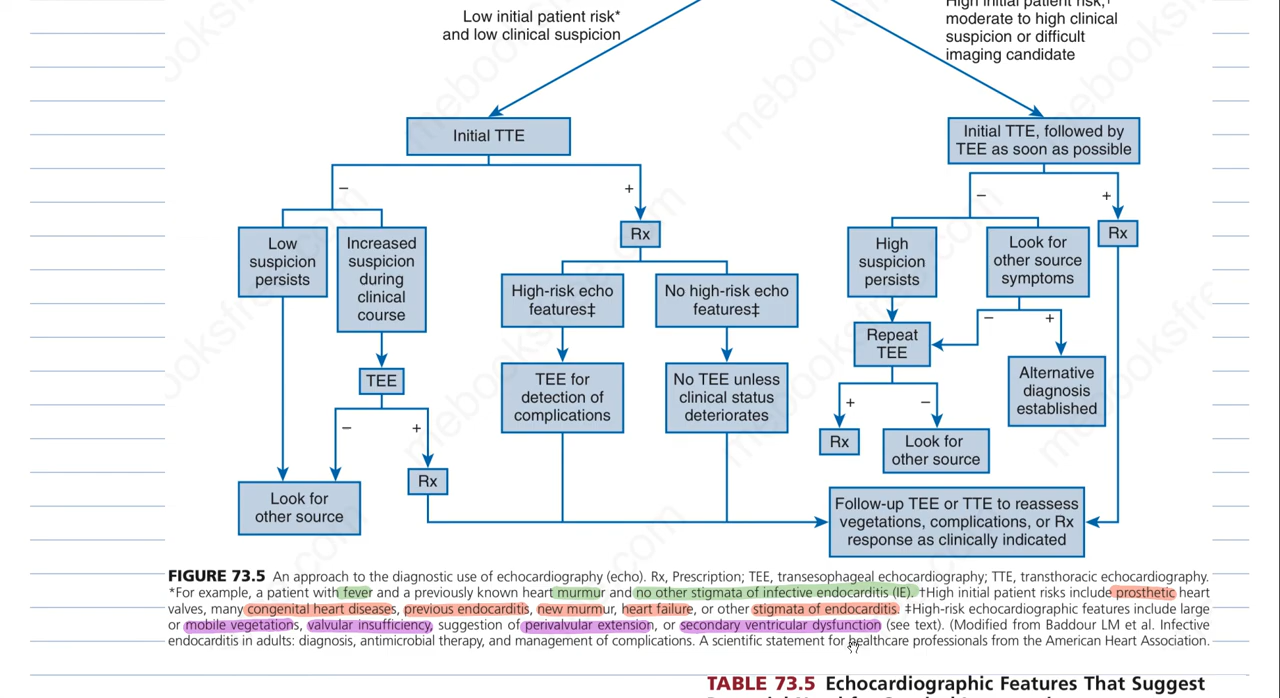 Low initial patient risk*
and low clinical suspicion
High initial patient risk,†
moderate to high clinical
suspicion or difficult
imaging candidate
Initial TTE
Initial TTE, followed by
TEE as soon as possible
–
+
–
+
Low
suspicion
persists
Increased
suspicion
during
clinical
course
Rx
High
suspicion
persists
Look for
other source
symptoms
Rx
High-risk echo
features‡
No high-risk echo
features‡
–
+
Repeat
TEE
TEE
TEE for
detection of
complications
No TEE unless
clinical status
deteriorates
Alternative
diagnosis
established
–
+
+
–
Rx
Look for
other source
Rx
Look for
other source
Follow-up TEE or TTE to reassess
vegetations, complications, or Rx
response as clinically indicated
FIGURE 73.5 An approach to the diagnostic use of echocardiography (echo). Rx, Prescription; TEE, transesophageal echocardiography; TTE, transthoracic echocardiography.
*For example, a patient with fever and a previously known heart murmur and no other stigmata of infective endocarditis (IE). †High initial patient risks include prosthetic heart
valves, many congenital heart diseases, previous endocarditis, new murmur, heart failure, or other stigmata of endocarditis. ‡High-risk echocardiographic features include large
or mobile vegetations, valvular insufficiency, suggestion of perivalvular extension, or secondary ventricular dysfunction (see text). (Modified from Baddour LM et al. Infective
endocarditis in adults: diagnosis, antimicrobial therapy, and management of complications. A scientific statement for healthcare professionals from the American Heart Association.
TABLE 73.5 Echocardiographic Features That Suggest